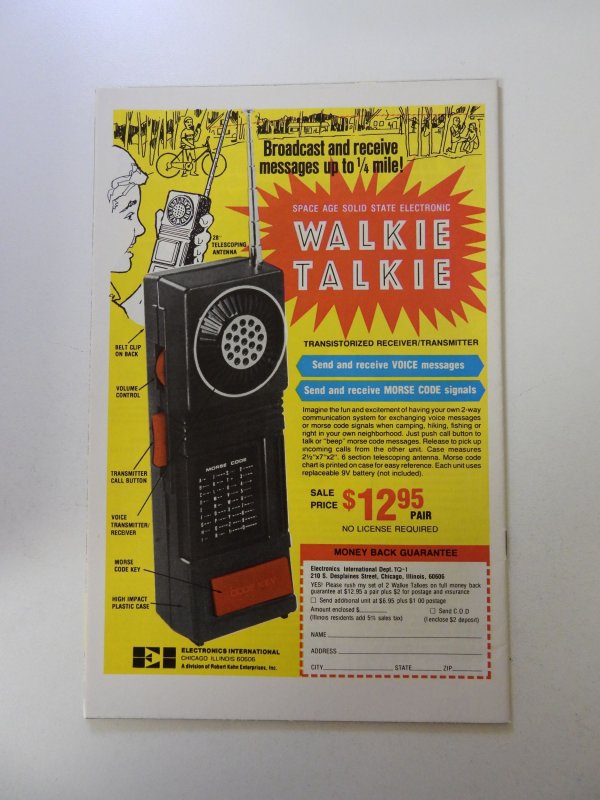 Broadcast and receive
messages up to 1/4 mile!
SPACE AGE SOLID STATE ELECTRONIC
WALKIE
TALKIE
28"
TELESCOPING
ANTENNA
TRANSISTORIZED RECEIVER/TRANSMITTER
Send and receive VOICE messages
Send and receive MORSE CODE signals
Imagine the fun and excitement of having your own 2-way
communication system for exchanging voice messages
or morse code signals when camping, hiking, fishing or
right in your own neighborhood. Just push call button to
talk or "beep" morse code messages. Release to pick up
incoming calls from the other unit. Case measures
2½"x7"x2". 6 section telescoping antenna. Morse code
chart is printed on case for easy reference. Each unit uses
replaceable 9V battery (not included).
SALE
PRICE $12.95
PAIR
NO LICENSE REQUIRED
BELT CLIP
ON BACK
VOLUME
CONTROL
TRANSMITTER
CALL BUTTON
VOICE
TRANSMITTER/
RECEIVER
MORSE
CODE KEY
HIGH IMPACT
PLASTIC CASE
MORSE CODE
CODE KEY
MONEY BACK GUARANTEE
Electronics International Dept. TQ-1
210 S. Desplaines Street, Chicago, Illinois, 60606
YES! Please rush my set of 2 Walkie Talkies on full money back
guarantee at $12.95 a pair plus $2 for postage and insurance
Send additional unit at $6.95 plus $1.00 postage
Amount enclosed $
Send C.O.D
(Illinois residents add 5% sales tax) (I enclose $2 deposit)
NAME
ADDRESS
CITY STATE ZIP
EI ELECTRONICS INTERNATIONAL
CHICAGO ILLINOIS 60606
A division of Robert Kahn Enterprises, Inc.